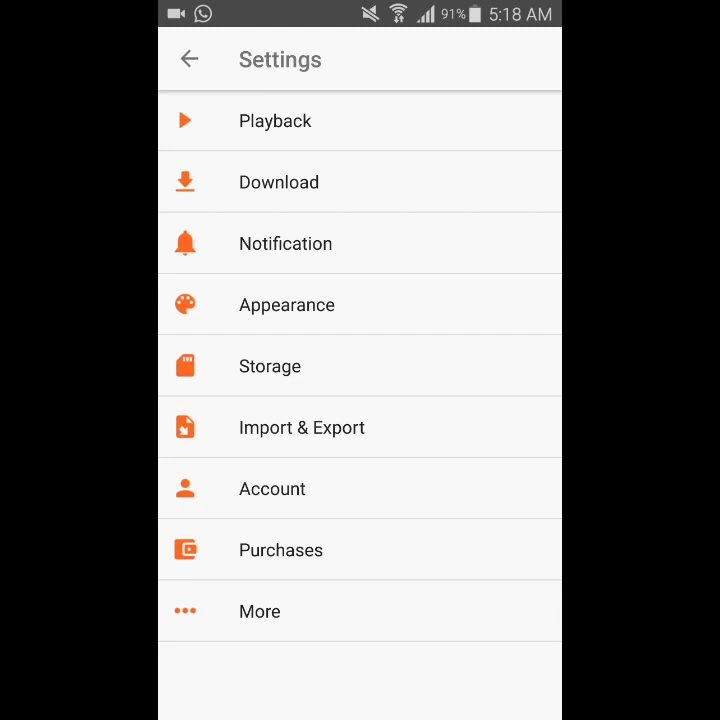 91% 5:18 AM
Settings
Playback
Download
Notification
Appearance
Storage
Import & Export
Account
Purchases
More